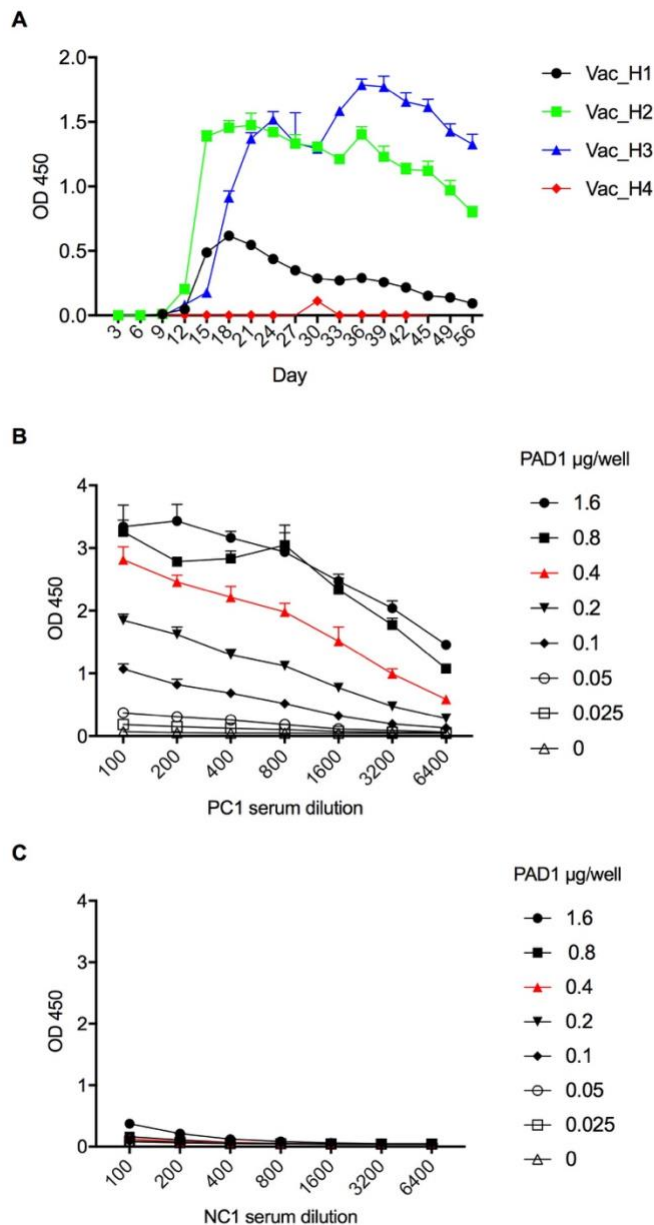 A
2.0
1.5
1.0
0.5
0.0
OD 450
3 6 9 12 15 18 21 24 27 30 33 36 39 42 45 49 56
Day
Vac_H1
Vac_H2
Vac_H3
Vac_H4
B
4
3
2
1
0
OD 450
100 200 400 800 1600 3200 6400
PC1 serum dilution
PAD1 µg/well
1.6
0.8
0.4
0.2
0.1
0.05
0.025
0
C
4
3
2
1
0
OD 450
100 200 400 800 1600 3200 6400
NC1 serum dilution
PAD1 µg/well
1.6
0.8
0.4
0.2
0.1
0.05
0.025
0